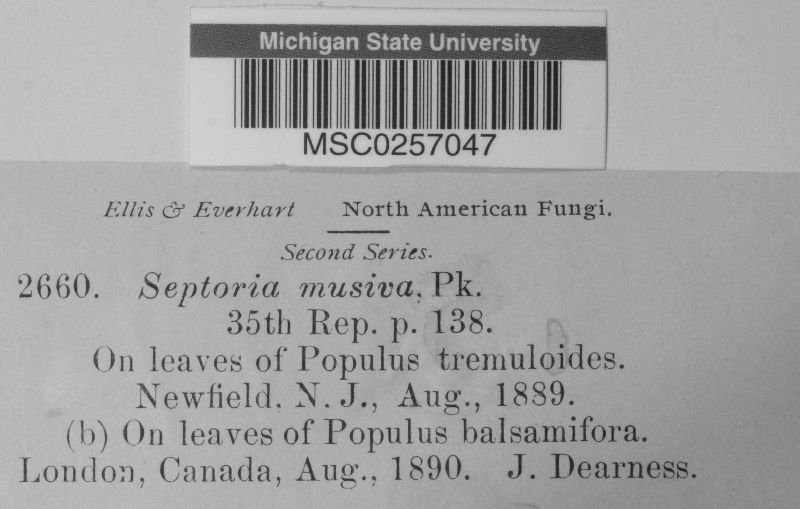 Michigan State University
MSC0257047
Ellis & Everhart North American Fungi.
Second Series.
2660. Septoria musiva, Pk.
35th Rep. p. 138.
On leaves of Populus tremuloides.
Newfield, N. J., Aug., 1889.
(b) On leaves of Populus balsamifora.
London, Canada, Aug., 1890. J. Dearness.